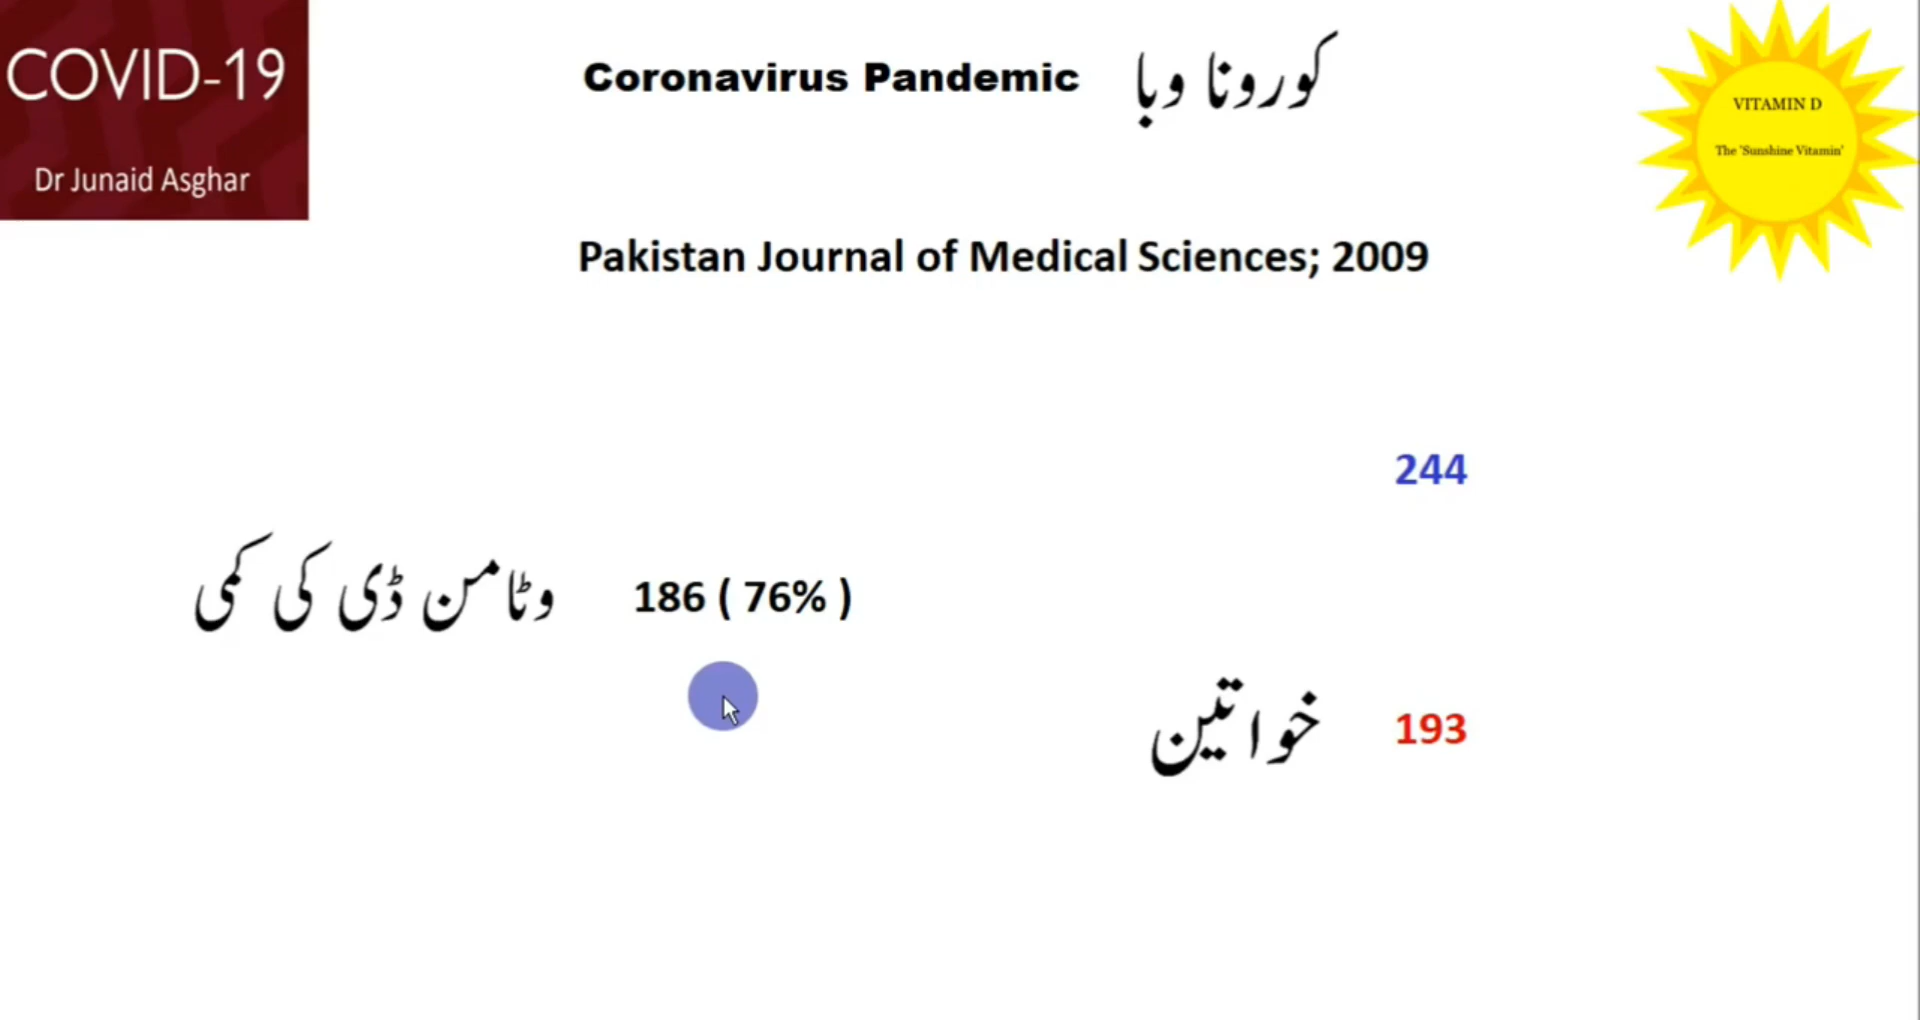 COVID-19
Dr Junaid Asghar
Coronavirus Pandemic کورونا وبا
VITAMIN D
The 'Sunshine Vitamin'
Pakistan Journal of Medical Sciences; 2009
244
186 ( 76% ) وٹامن ڈی کی کمی
193 خواتین